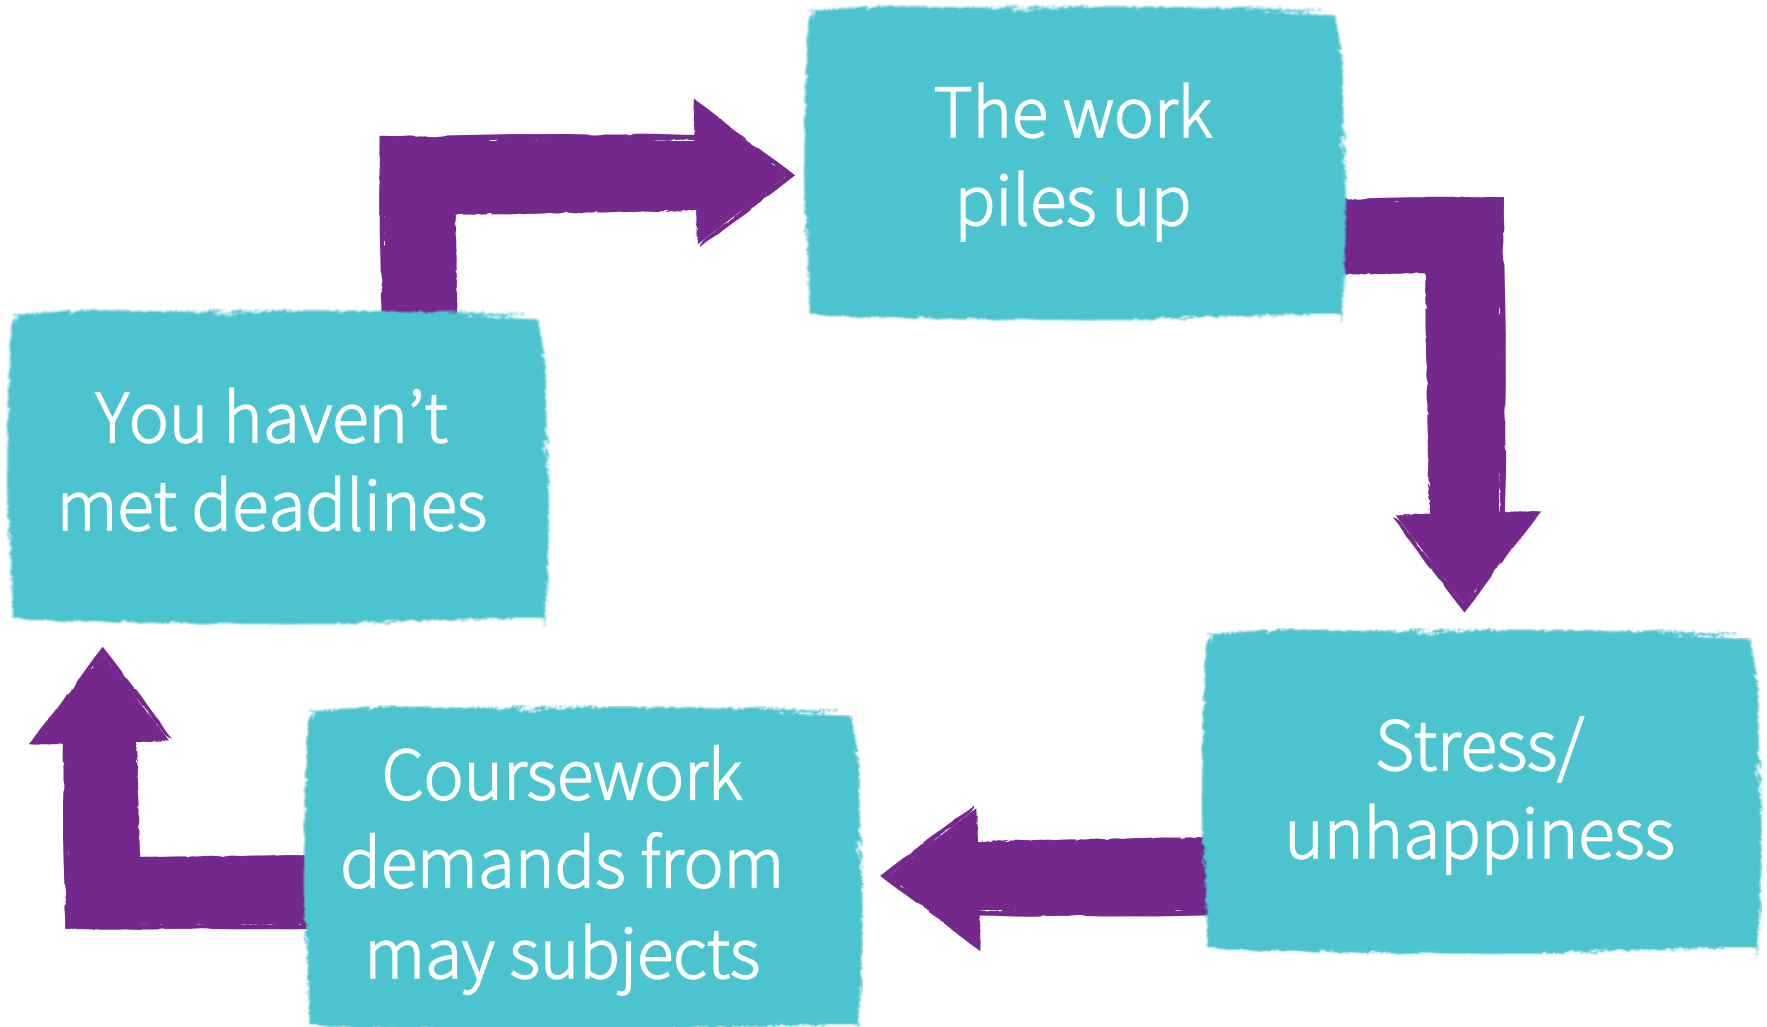 The work
piles up
You haven’t
met deadlines
Stress/
unhappiness
Coursework
demands from
may subjects